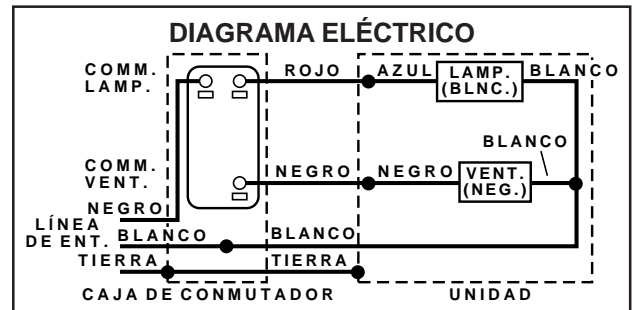 DIAGRAMA ELÉCTRICO
COMM.
LAMP.
ROJO
AZUL
LAMP.
(BLNC.)
BLANCO
BLANCO
COMM.
VENT.
NEGRO
NEGRO
VENT.
(NEG.)
NEGRO
LÍNEA
DE ENT.
BLANCO
BLANCO
TIERRA
TIERRA
CAJA DE CONMUTADOR
UNIDAD